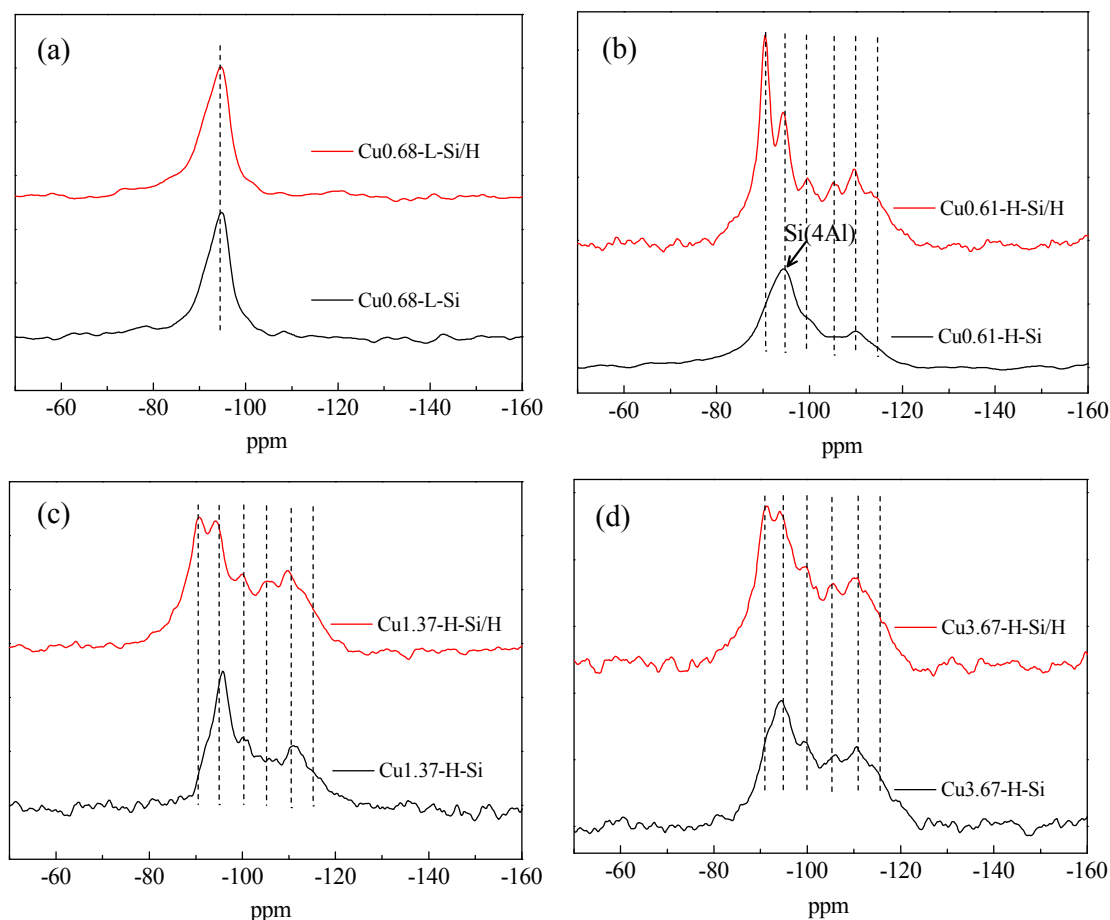 (a)
Cu0.68-L-Si/H
Cu0.68-L-Si
-60 -80 -100 -120 -140 -160
ppm
(b)
Cu0.61-H-Si/H
Si(4Al)
Cu0.61-H-Si
-60 -80 -100 -120 -140 -160
ppm
(c)
Cu1.37-H-Si/H
Cu1.37-H-Si
-60 -80 -100 -120 -140 -160
ppm
(d)
Cu3.67-H-Si/H
Cu3.67-H-Si
-60 -80 -100 -120 -140 -160
ppm